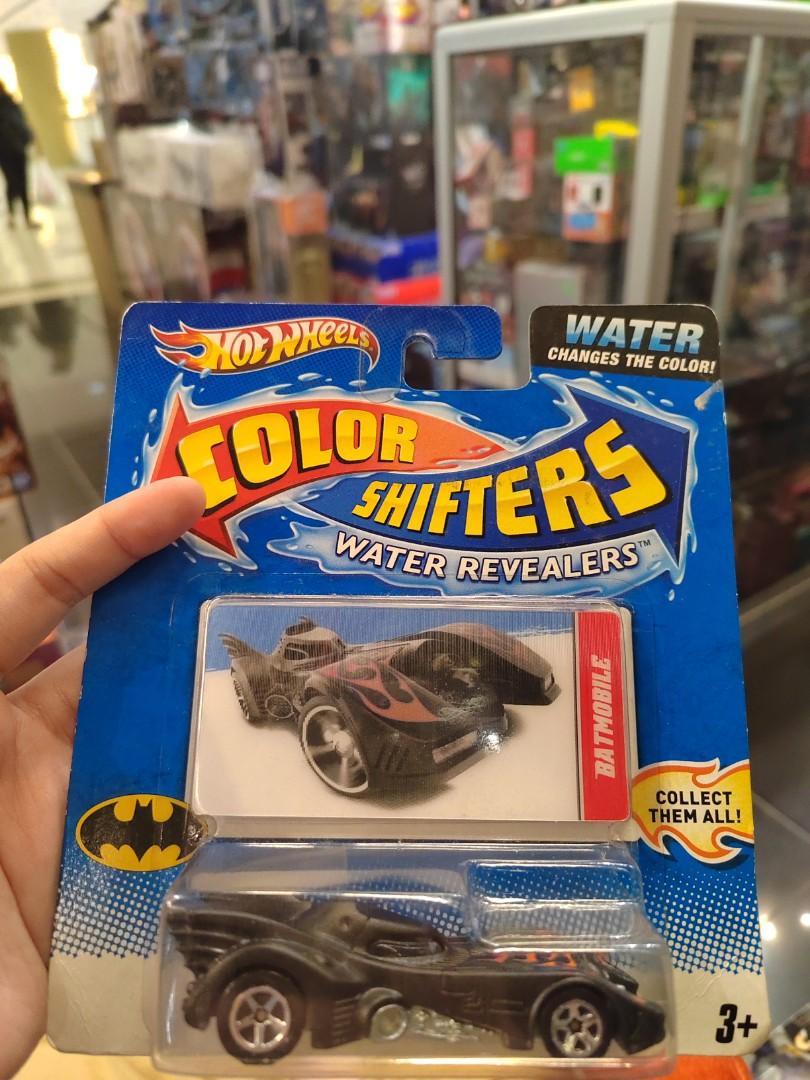 HOT WHEELS
WATER
CHANGES THE COLOR!
COLOR
SHIFTERS
WATER REVEALERS™
BATMOBILE
COLLECT
THEM ALL!
3+